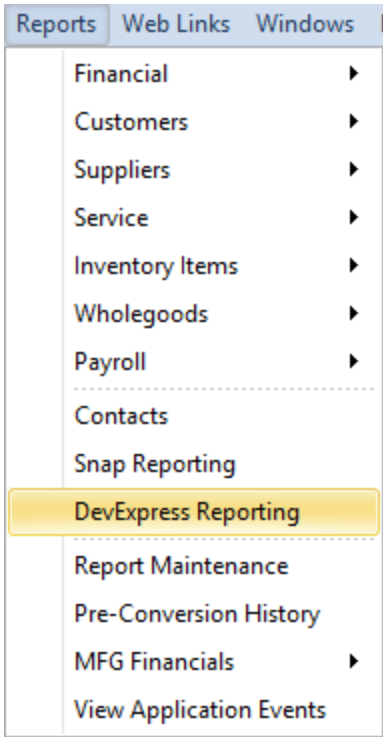 Reports Web Links Windows
Financial
Customers
Suppliers
Service
Inventory Items
Wholegoods
Payroll
Contacts
Snap Reporting
DevExpress Reporting
Report Maintenance
Pre-Conversion History
MFG Financials
View Application Events